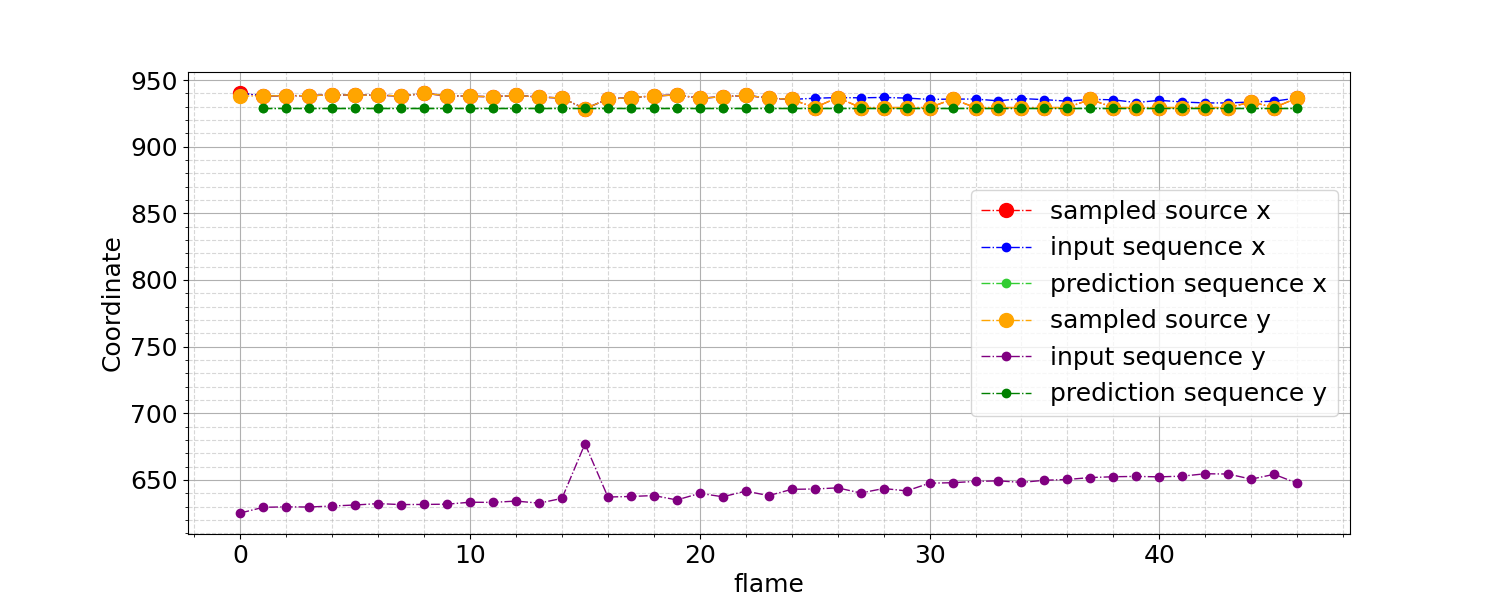 950
900
850
800
750
700
650
Coordinate
0 10 20 30 40
flame
sampled source x
input sequence x
prediction sequence x
sampled source y
input sequence y
prediction sequence y